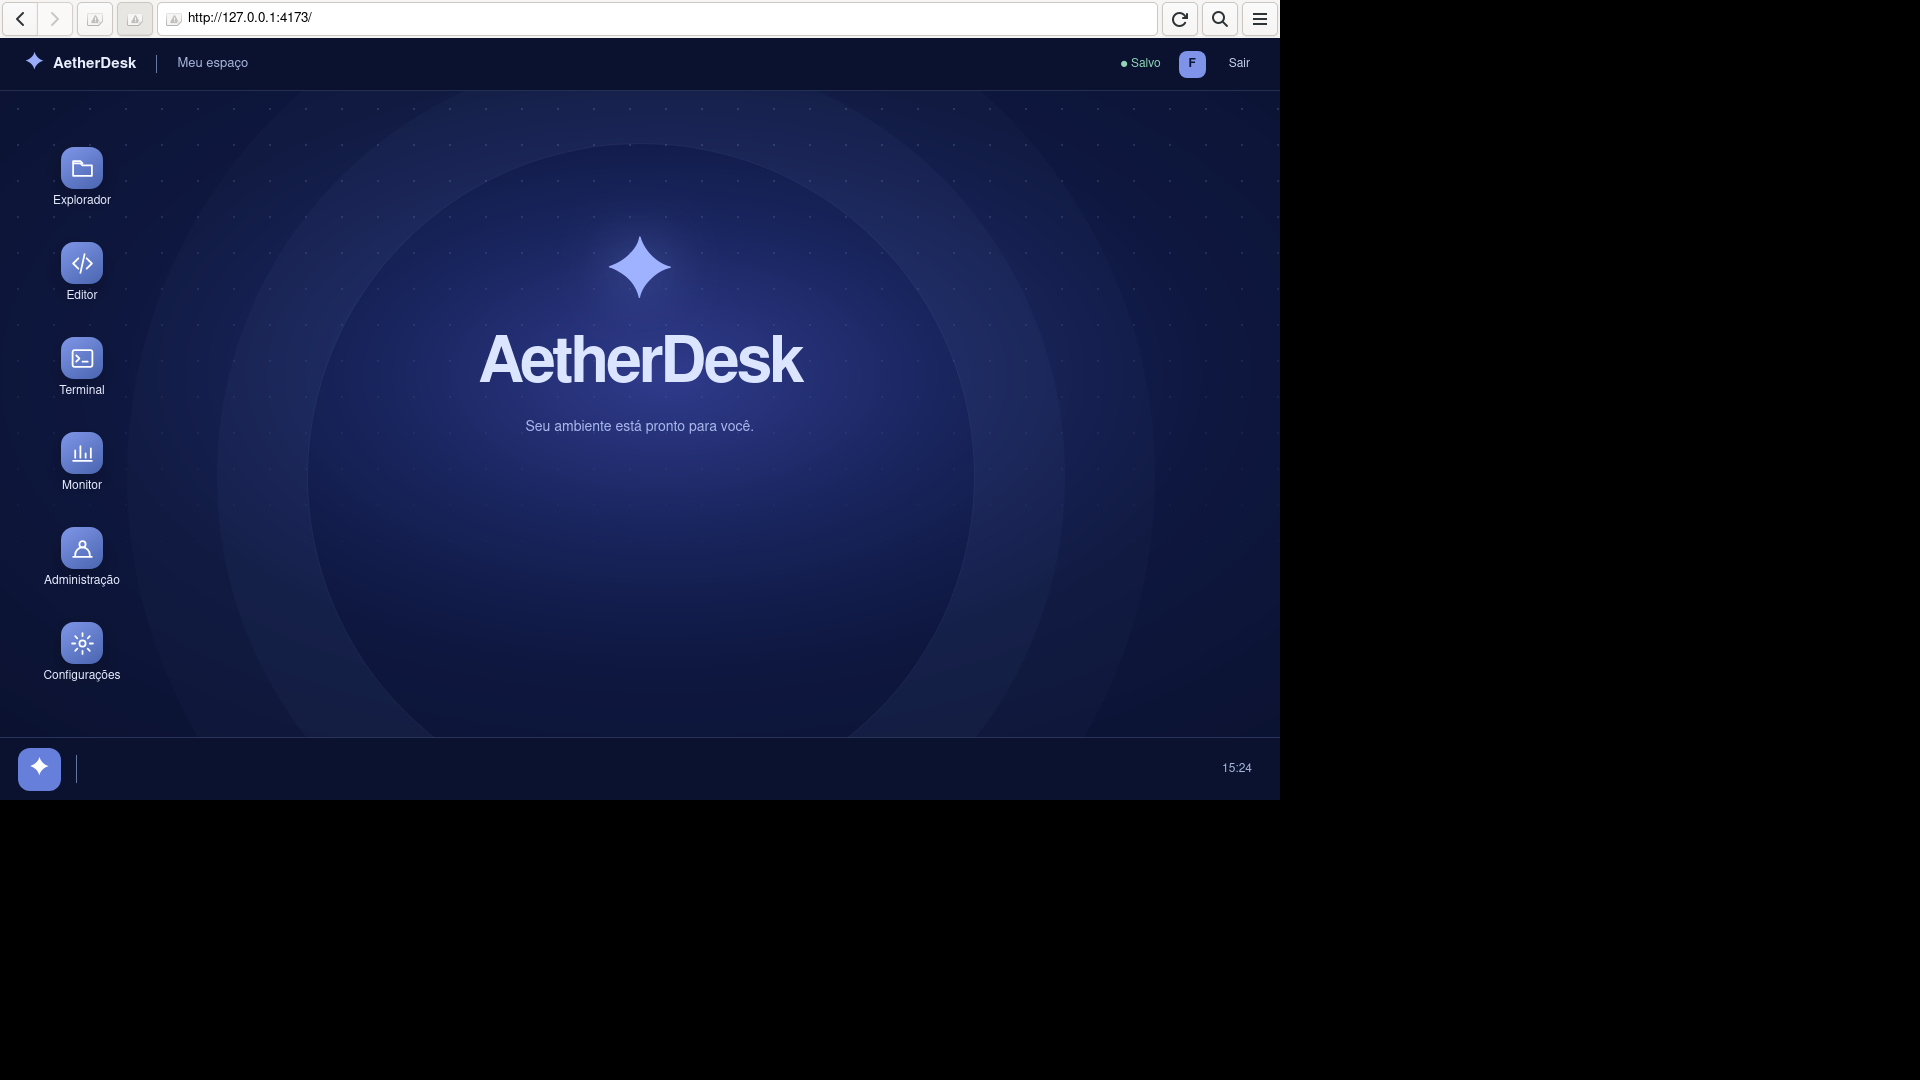 http://127.0.0.1:4173/
AetherDesk
Meu espaço
Salvo
F
Sair
Explorador
Editor
Terminal
Monitor
Administração
Configurações
AetherDesk
Seu ambiente está pronto para você.
15:24